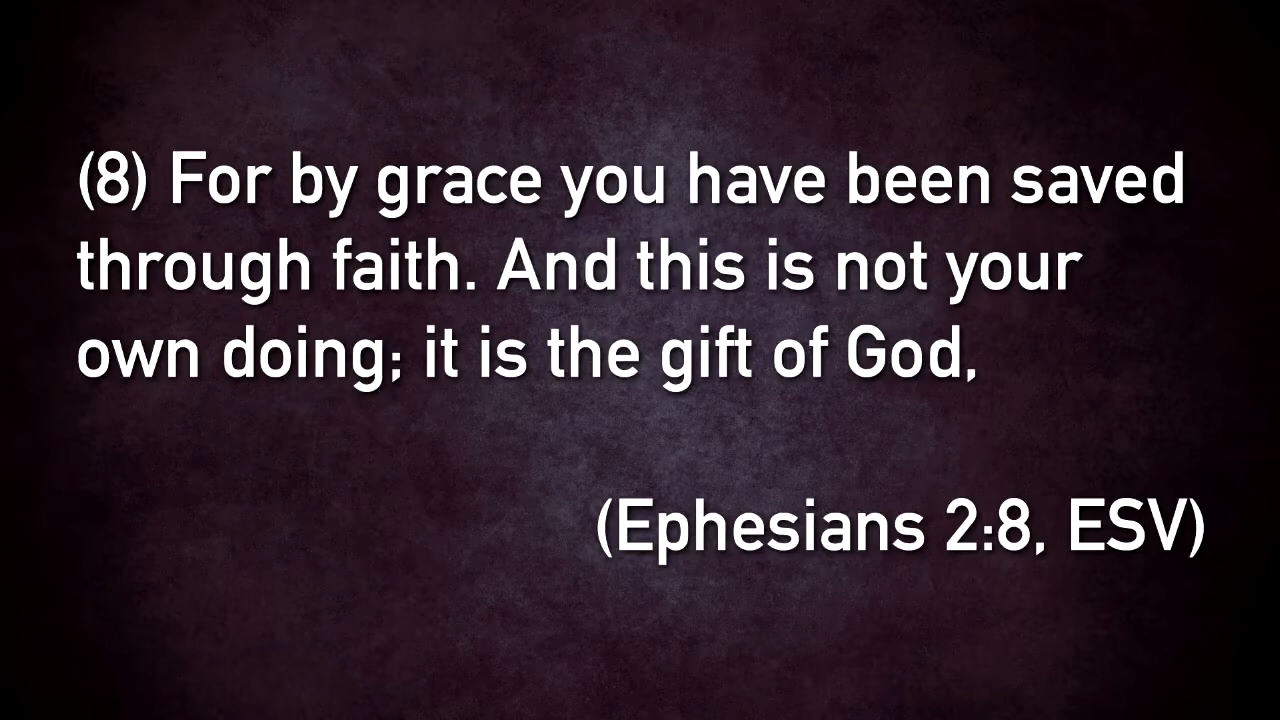 (8) For by grace you have been saved
through faith. And this is not your
own doing; it is the gift of God,
(Ephesians 2:8, ESV)